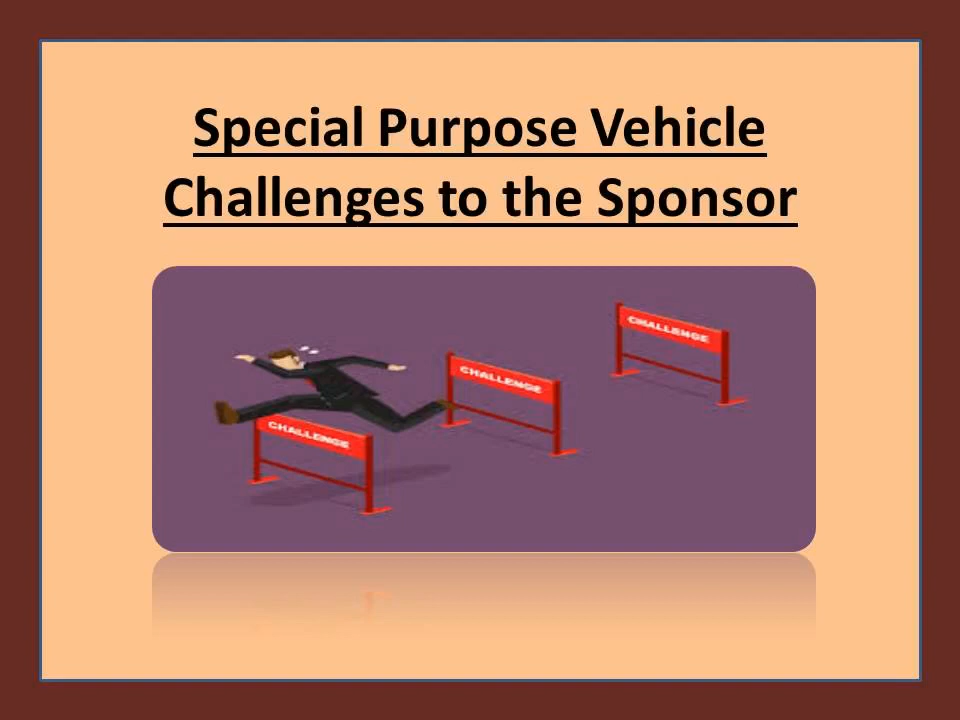 Special Purpose Vehicle
Challenges to the Sponsor
CHALLENGE
CHALLENGE
CHALLENGE